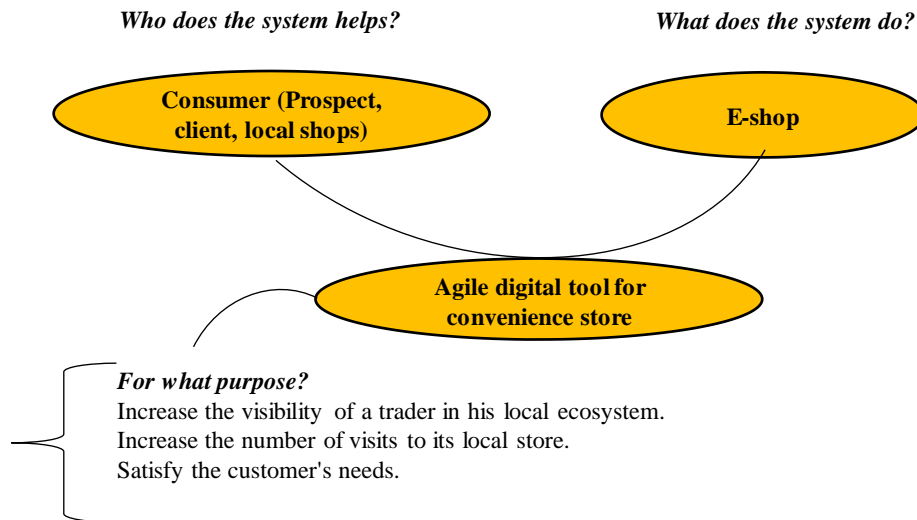 Who does the system helps?
What does the system do?
Consumer (Prospect,
client, local shops)
E-shop
Agile digital tool for
convenience store
For what purpose?
Increase the visibility of a trader in his local ecosystem.
Increase the number of visits to its local store.
Satisfy the customer's needs.